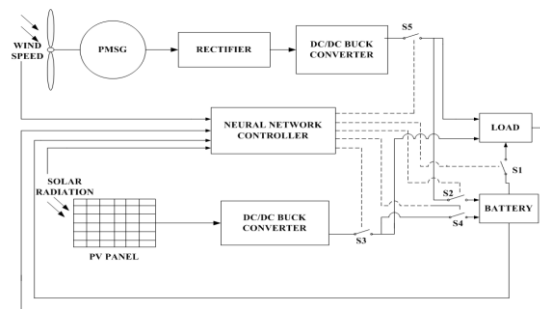 WIND
SPEED
PMSG
RECTIFIER
DC/DC BUCK
CONVERTER
S5
NEURAL NETWORK
CONTROLLER
LOAD
S1
SOLAR
RADIATION
S2
BATTERY
S4
DC/DC BUCK
CONVERTER
S3
PV PANEL